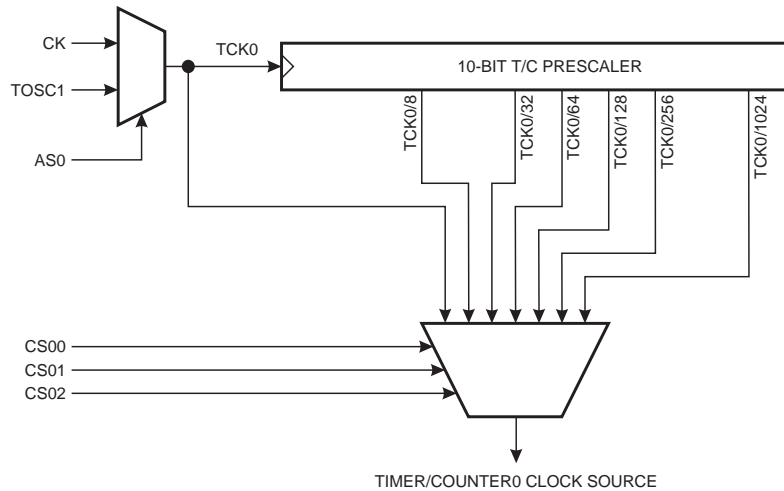 CK
TOSC1
AS0
TCK0
10-BIT T/C PRESCALER
TCK0/8
TCK0/32
TCK0/64
TCK0/128
TCK0/256
TCK0/1024
CS00
CS01
CS02
TIMER/COUNTER0 CLOCK SOURCE